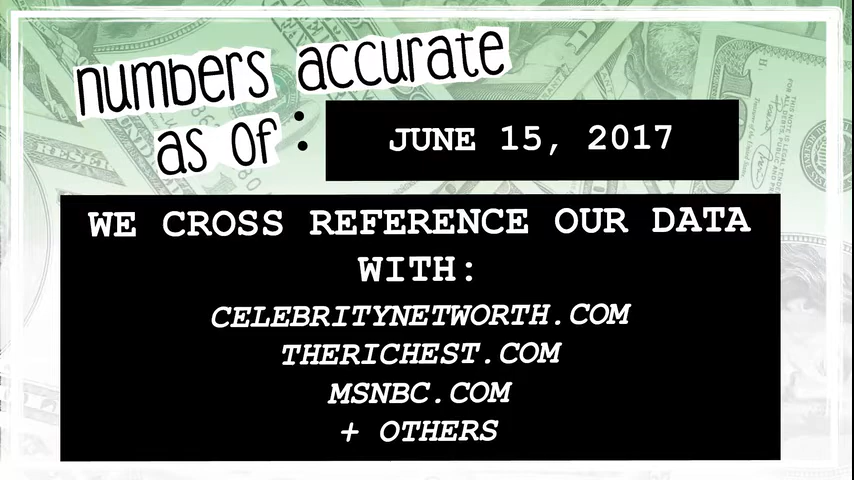 numbers accurate
as of: JUNE 15, 2017
WE CROSS REFERENCE OUR DATA
WITH:
CELEBRITYNETWORTH.COM
THERICHEST.COM
MSNBC.COM
+ OTHERS